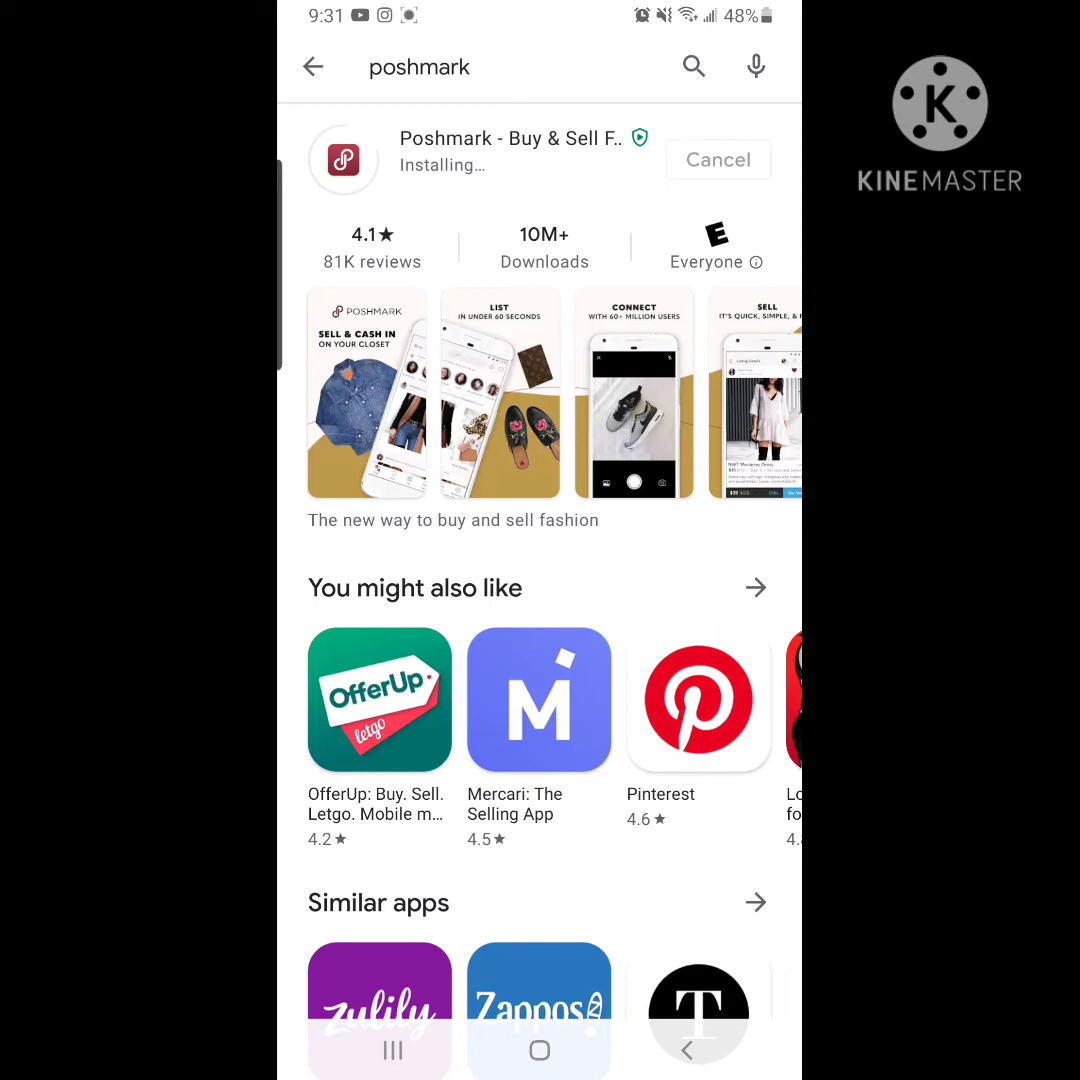 9:31
48%
poshmark
Poshmark - Buy & Sell F..
Installing...
Cancel
4.1★
81K reviews
10M+
Downloads
E
Everyone
POSHMARK
SELL & CASH IN
ON YOUR CLOSET
LIST
IN UNDER 60 SECONDS
CONNECT
WITH 60+ MILLION USERS
SELL
IT'S QUICK, SIMPLE, &
The new way to buy and sell fashion
You might also like
OfferUp
letgo
M
OfferUp: Buy. Sell.
Letgo. Mobile m...
4.2★
Mercari: The
Selling App
4.5★
Pinterest
4.6★
Lo
fo
4.
Similar apps
zulily
Zappos
T
K
KINEMASTER